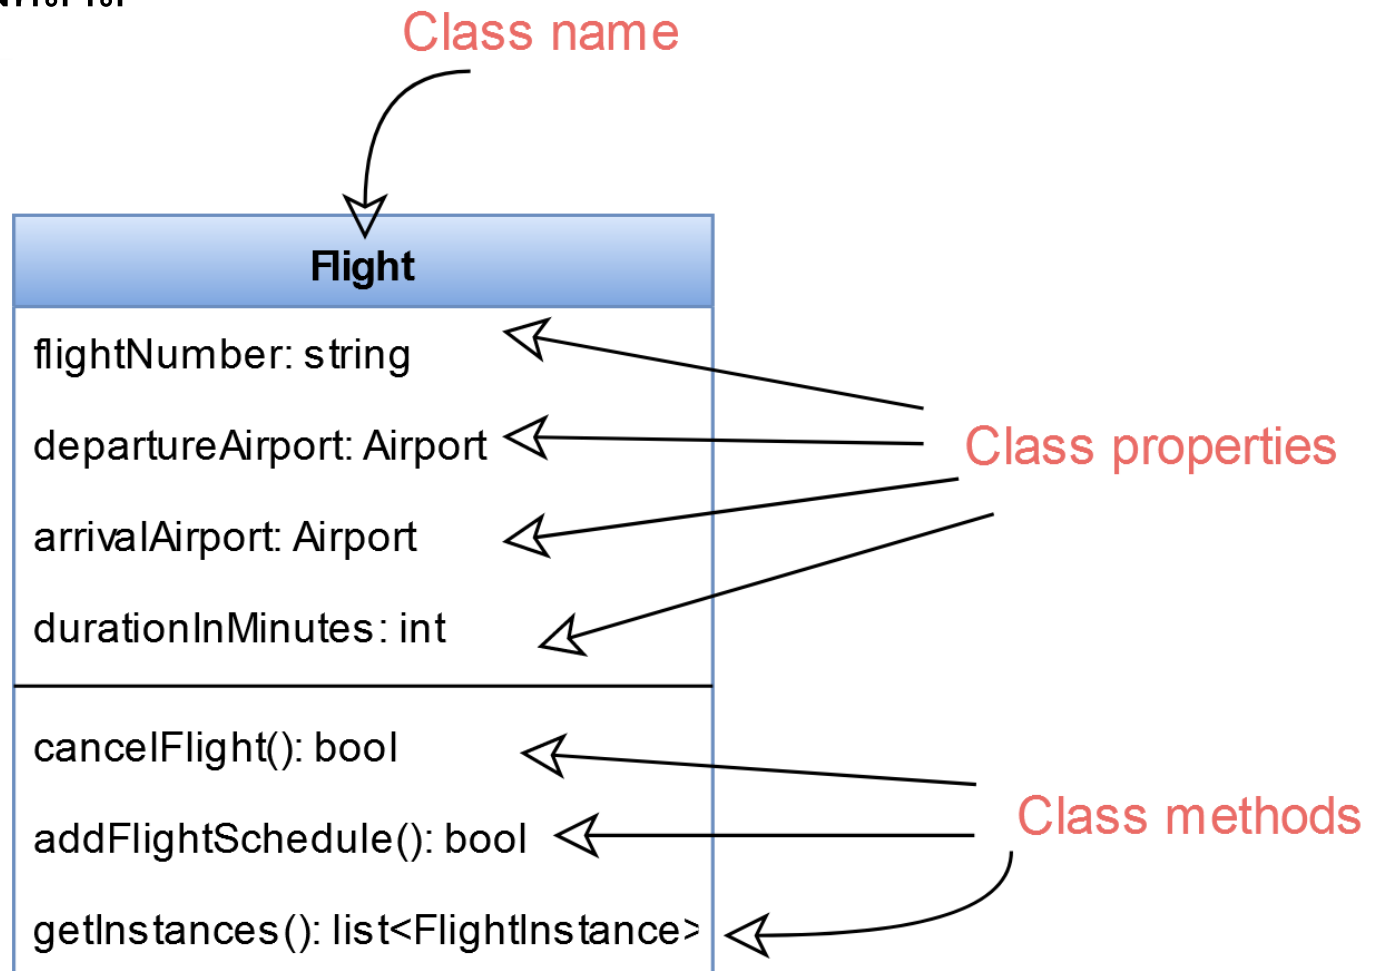 Class name
Flight
flightNumber: string
departureAirport: Airport
Class properties
arrivalAirport: Airport
durationInMinutes: int
cancelFlight(): bool
Class methods
addFlightSchedule(): bool
getInstances(): list<FlightInstance>